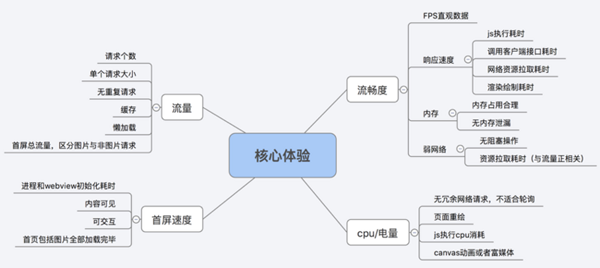 核心体验
流量
请求个数
单个请求大小
无重复请求
缓存
懒加载
首屏总流量，区分图片与非图片请求
首屏速度
进程和webview初始化耗时
内容可见
可交互
首页包括图片全部加载完毕
流畅度
FPS直观数据
响应速度
js执行耗时
调用客户端接口耗时
网络资源拉取耗时
渲染绘制耗时
内存
内存占用合理
无内存泄漏
弱网络
无阻塞操作
资源拉取耗时（与流量正相关）
cpu/电量
无冗余网络请求，不适合轮询
页面重绘
js执行cpu消耗
canvas动画或者富媒体